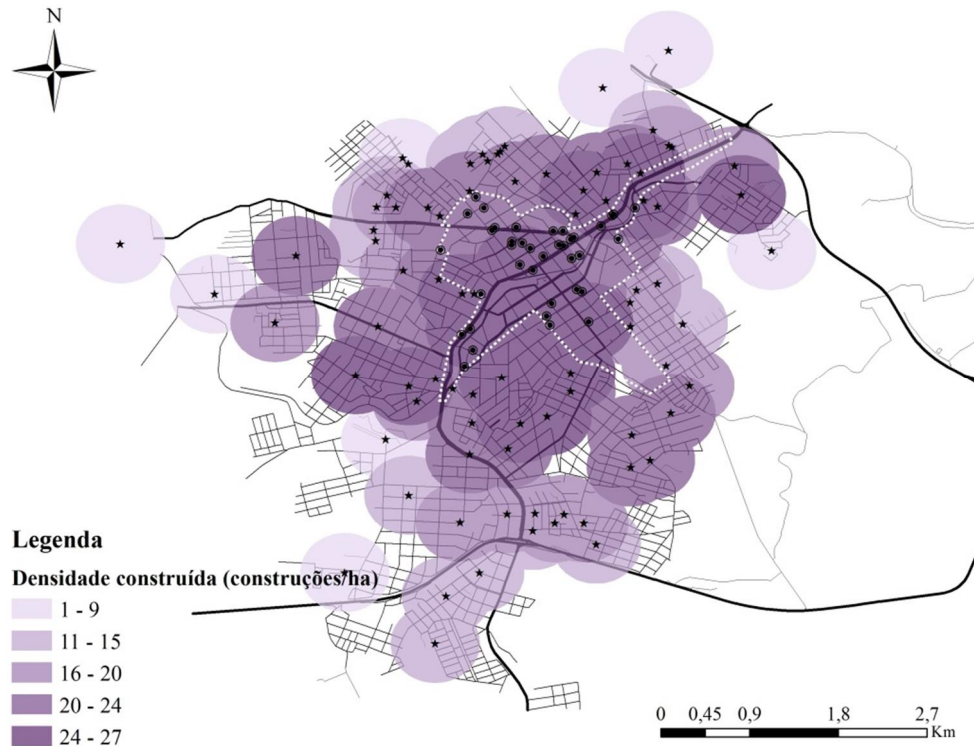 N
Legenda
Densidade construída (construções/ha)
1 - 9
11 - 15
16 - 20
20 - 24
24 - 27
0 0,45 0,9 1,8 2,7
Km